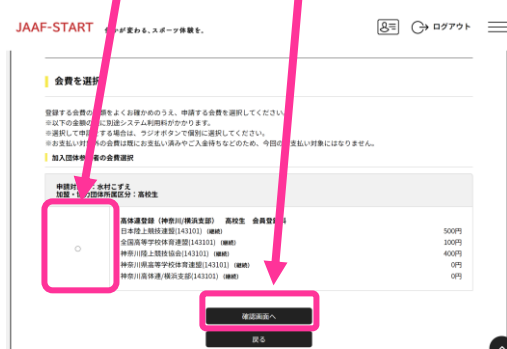 JAAF-START
が変わる、スポーツ体験を。
ログアウト
会費を選択
登録する会費の
をよくお確かめのうえ、申請する会費を選択してください。
※以下の金額の
に別途システム利用料がかかります。
※選択して申
する場合は、ラジオボタンで個別に選択してください。
※お支払い対
外の会費は既にお支払い済みやご入金待ちなどのため、今回の
支払い対象にはなりません。
加入団体
者の会費選択
申請対
：水村こずえ
加盟・
力団体所属区分：高校生
高体連登録（神奈川/横浜支部） 高校生 会員登
日本陸上競技連盟(143101)（継続） 500円
全国高等学校体育連盟(143101)（継続） 100円
神奈川陸上競技協会(143101)（継続） 400円
神奈川県高等学校体育連盟(143101)（継続） 0円
神奈川高体連/横浜支部(143101)（継続） 0円
確認画面へ
戻る